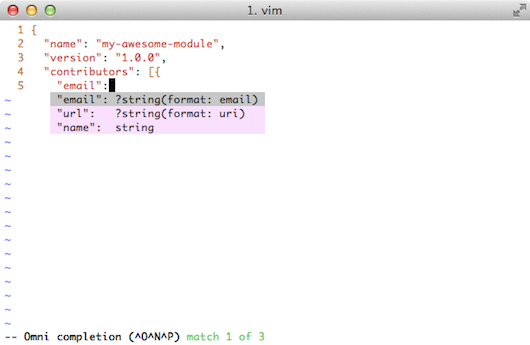 1. vim
1 {
2 "name": "my-awesome-module",
3 "version": "1.0.0",
4 "contributors": [{
5 "email":
~ "email": ?string(format: email)
~ "url": ?string(format: uri)
~ "name": string
~
~
~
~
~
~
~
~
~
~
~
~
~
~
-- Omni completion (^O^N^P) match 1 of 3